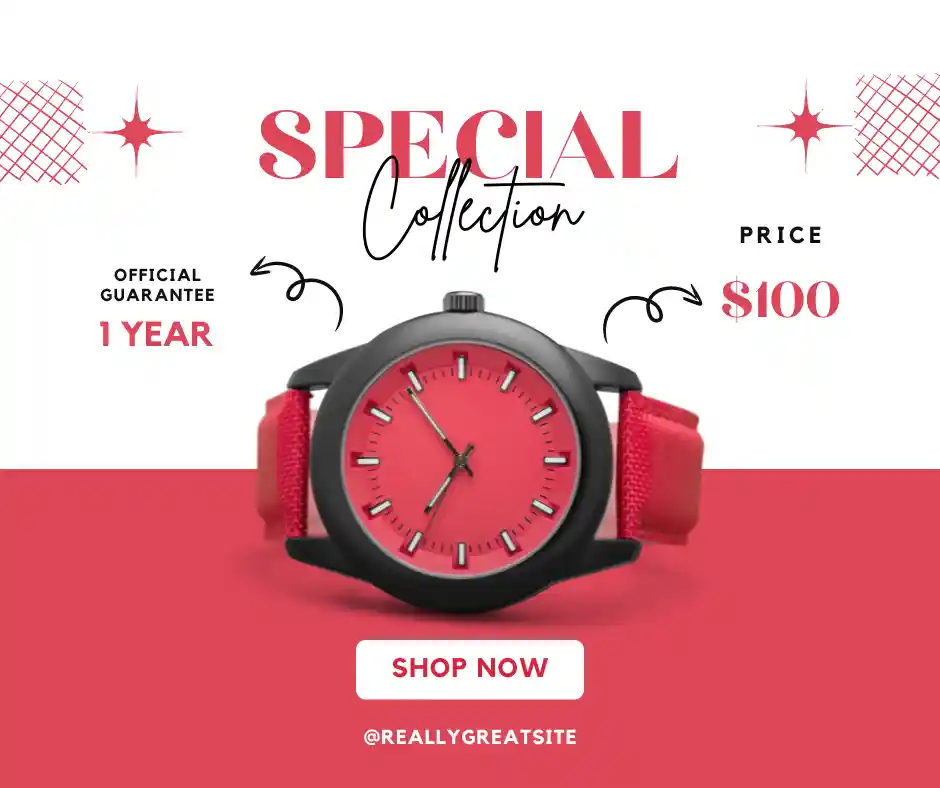 SPECIAL
Collection
OFFICIAL
GUARANTEE
1 YEAR
PRICE
$100
SHOP NOW
@REALLYGREATSITE